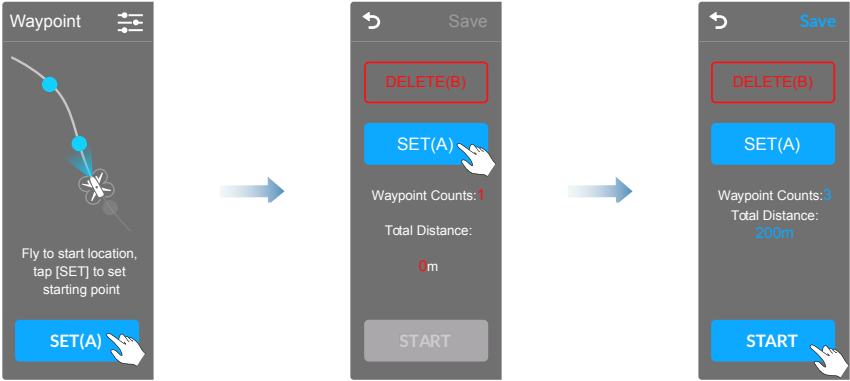 Waypoint
Fly to start location,
tap [SET] to set
starting point
SET(A)
Save
DELETE(B)
SET(A)
Waypoint Counts:1
Total Distance:
0m
START
Save
DELETE(B)
SET(A)
Waypoint Counts:3
Total Distance:
200m
START